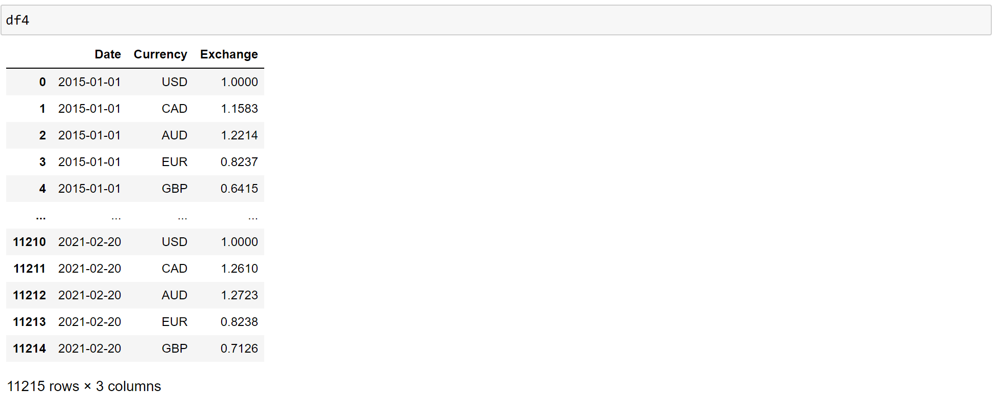 df4
Date Currency Exchange
0 2015-01-01 USD 1.0000
1 2015-01-01 CAD 1.1583
2 2015-01-01 AUD 1.2214
3 2015-01-01 EUR 0.8237
4 2015-01-01 GBP 0.6415
... ... ... ...
11210 2021-02-20 USD 1.0000
11211 2021-02-20 CAD 1.2610
11212 2021-02-20 AUD 1.2723
11213 2021-02-20 EUR 0.8238
11214 2021-02-20 GBP 0.7126
11215 rows × 3 columns